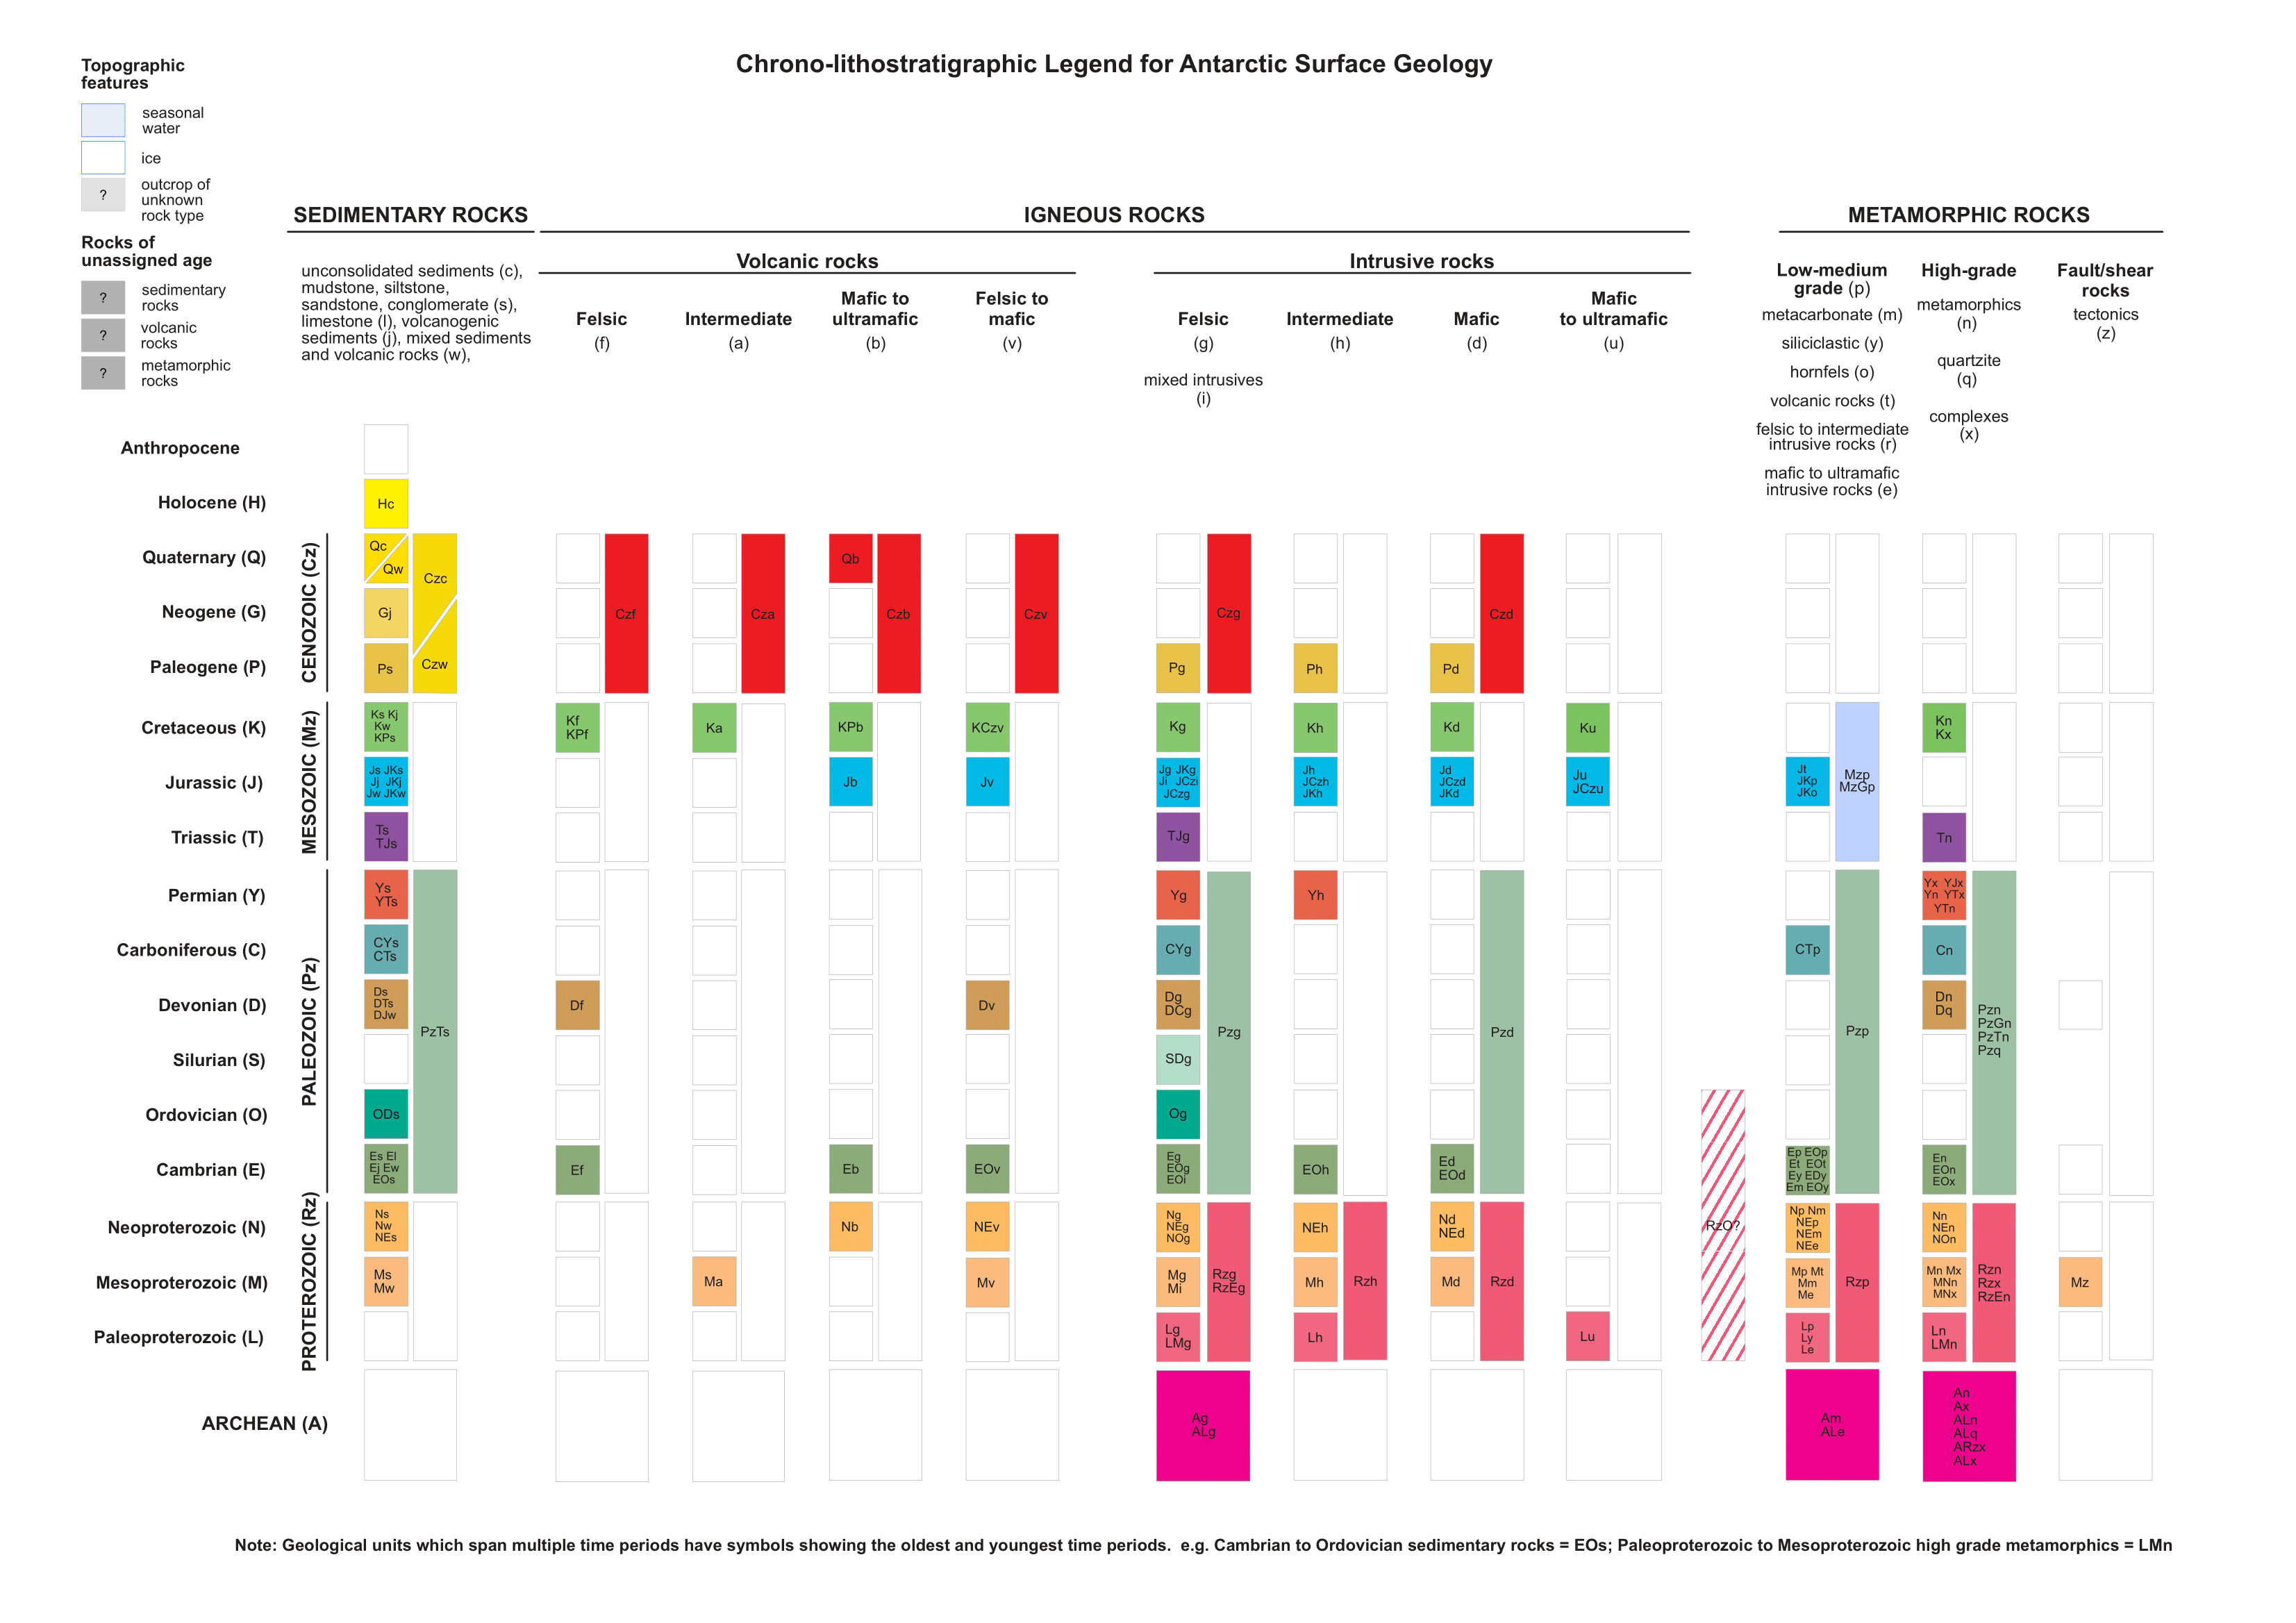 Chrono-lithostratigraphic Legend for Antarctic Surface Geology
Topographic
features
seasonal
water
ice
?
outcrop of
unknown
rock type
Rocks of
unassigned age
?
sedimentary
rocks
?
volcanic
rocks
?
metamorphic
rocks
SEDIMENTARY ROCKS
unconsolidated sediments (c),
mudstone, siltstone,
sandstone, conglomerate (s),
limestone (l), volcanogenic
sediments (j), mixed sediments
and volcanic rocks (w),
IGNEOUS ROCKS
Volcanic rocks
Felsic
(f)
Intermediate
(a)
Mafic to
ultramafic
(b)
Felsic to
mafic
(v)
Intrusive rocks
Felsic
(g)
mixed intrusives
(i)
Intermediate
(h)
Mafic
(d)
Mafic
to ultramafic
(u)
METAMORPHIC ROCKS
Low-medium
grade (p)
metacarbonate (m)
siliciclastic (y)
hornfels (o)
volcanic rocks (t)
felsic to intermediate
intrusive rocks (r)
mafic to ultramafic
intrusive rocks (e)
High-grade
metamorphics
(n)
quartzite
(q)
complexes
(x)
Fault/shear
rocks
tectonics
(z)
Anthropocene
Holocene (H)
Hc
CENOZOIC (Cz)
Quaternary (Q)
Qc
Qw
Czc
Czf
Cza
Qb
Czb
Czv
Czg
Czd
Neogene (G)
Gj
Paleogene (P)
Ps
Czw
Pg
Ph
Pd
MESOZOIC (Mz)
Cretaceous (K)
Ks Kj
Kw
KPs
Kf
KPf
Ka
KPb
KCzv
Kg
Kh
Kd
Ku
Kn
Kx
Jurassic (J)
Js JKs
Jj JKj
Jw JKw
Jb
Jv
Jg JKg
Ji JCzi
JCzg
Jh
JCzh
JKh
Jd
JCzd
JKd
Ju
JCzu
Jt
JKp
JKo
Mzp
MzGp
Triassic (T)
Ts
TJs
TJg
Tn
PALEOZOIC (Pz)
Permian (Y)
Ys
YTs
Yg
Yh
Yx YJx
Yn YTx
YTn
Carboniferous (C)
CYs
CTs
CYg
CTp
Cn
Devonian (D)
Ds
DTs
DJw
PzTs
Df
Dv
Dg
DCg
Pzg
Pzd
Pzp
Dn
Dq
Pzn
PzGn
PzTn
Pzq
Silurian (S)
SDg
Ordovician (O)
ODs
Og
Cambrian (E)
Es El
Ej Ew
EOs
Ef
Eb
EOv
Eg
EOg
EOi
EOh
Ed
EOd
Ep EOp
Et EOt
Ey EDy
Em EOy
En
EOn
EOx
PROTEROZOIC (Rz)
Neoproterozoic (N)
Ns
Nw
NEs
Nb
NEv
Ng
NEg
NOg
NEh
Nd
NEd
RzO?
Np Nm
NEp
NEm
NEe
Nn
NEn
NOn
Mesoproterozoic (M)
Ms
Mw
Ma
Mv
Mg
Mi
Rzg
RzEg
Mh
Rzh
Md
Rzd
Mp Mt
Mm
Me
Rzp
Mn Mx
MNn
MNx
Rzn
Rzx
RzEn
Mz
Paleoproterozoic (L)
Lg
LMg
Lh
Lu
Lp
Ly
Le
Ln
LMn
ARCHEAN (A)
Ag
ALg
Am
ALe
An
Ax
ALn
ALq
ARzx
ALx
Note: Geological units which span multiple time periods have symbols showing the oldest and youngest time periods. e.g. Cambrian to Ordovician sedimentary rocks = EOs; Paleoproterozoic to Mesoproterozoic high grade metamorphics = LMn